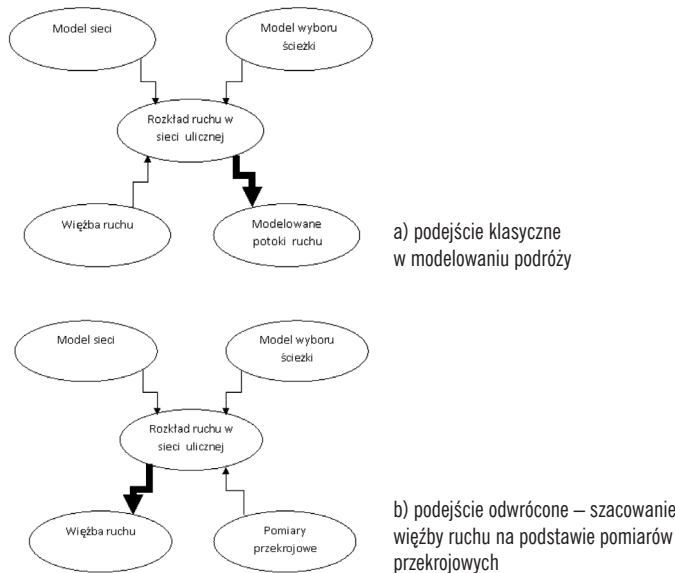 Model sieci
Model wyboru
ścieżki
Rozkład ruchu w
sieci ulicznej
Więźba ruchu
Modelowane
potoki ruchu
a) podejście klasyczne
w modelowaniu podróży
Model sieci
Model wyboru
ścieżki
Rozkład ruchu w
sieci ulicznej
Więźba ruchu
Pomiary
przekrojowe
b) podejście odwrócone – szacowanie
więźby ruchu na podstawie pomiarów
przekrojowych